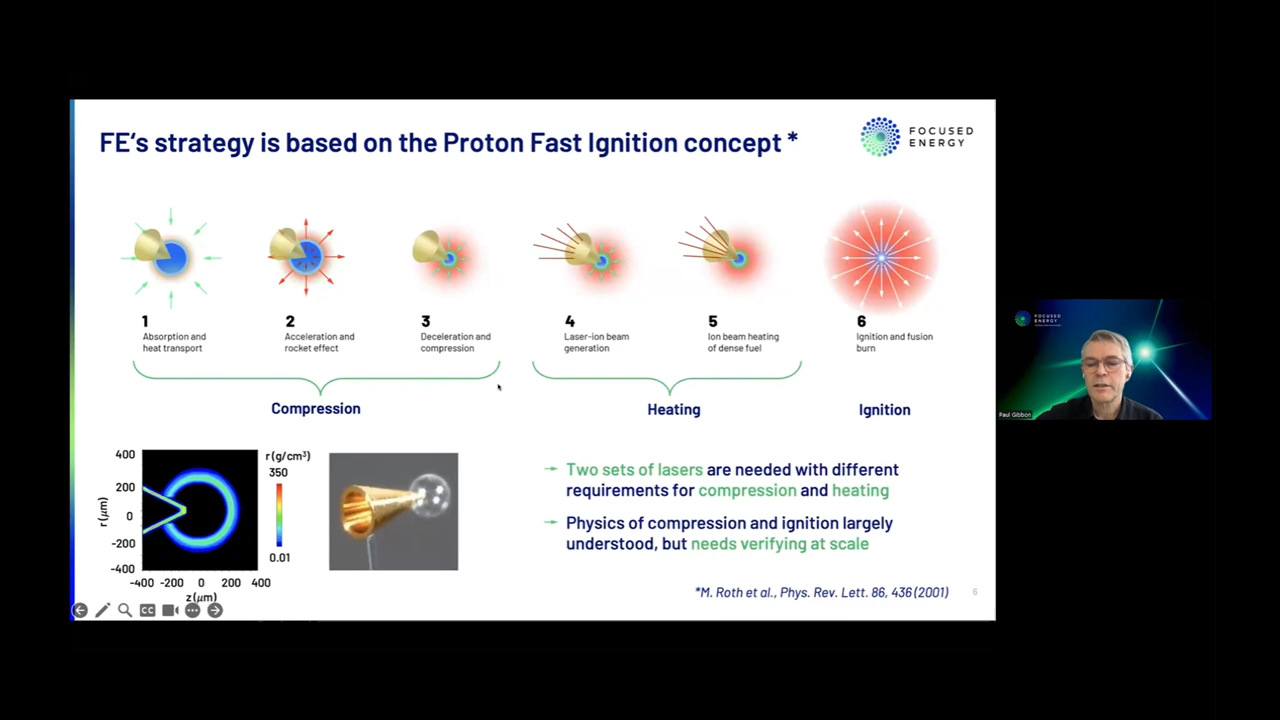 FE's strategy is based on the Proton Fast Ignition concept *
FOCUSED
ENERGY
1
Absorption and
heat transport
2
Acceleration and
rocket effect
3
Deceleration and
compression
4
Laser-ion beam
generation
5
Ion beam heating
of dense fuel
6
Ignition and fusion
burn
Compression
Heating
Ignition
400
200
0
-200
-400
r (μm)
-400 -200 0 200 400
z (μm)
r (g/cm³)
350
0.01
→ Two sets of lasers are needed with different
requirements for compression and heating
→ Physics of compression and ignition largely
understood, but needs verifying at scale
*M. Roth et al., Phys. Rev. Lett. 86, 436 (2001)
6
CC
FOCUSED
ENERGY
Paul Gibbon